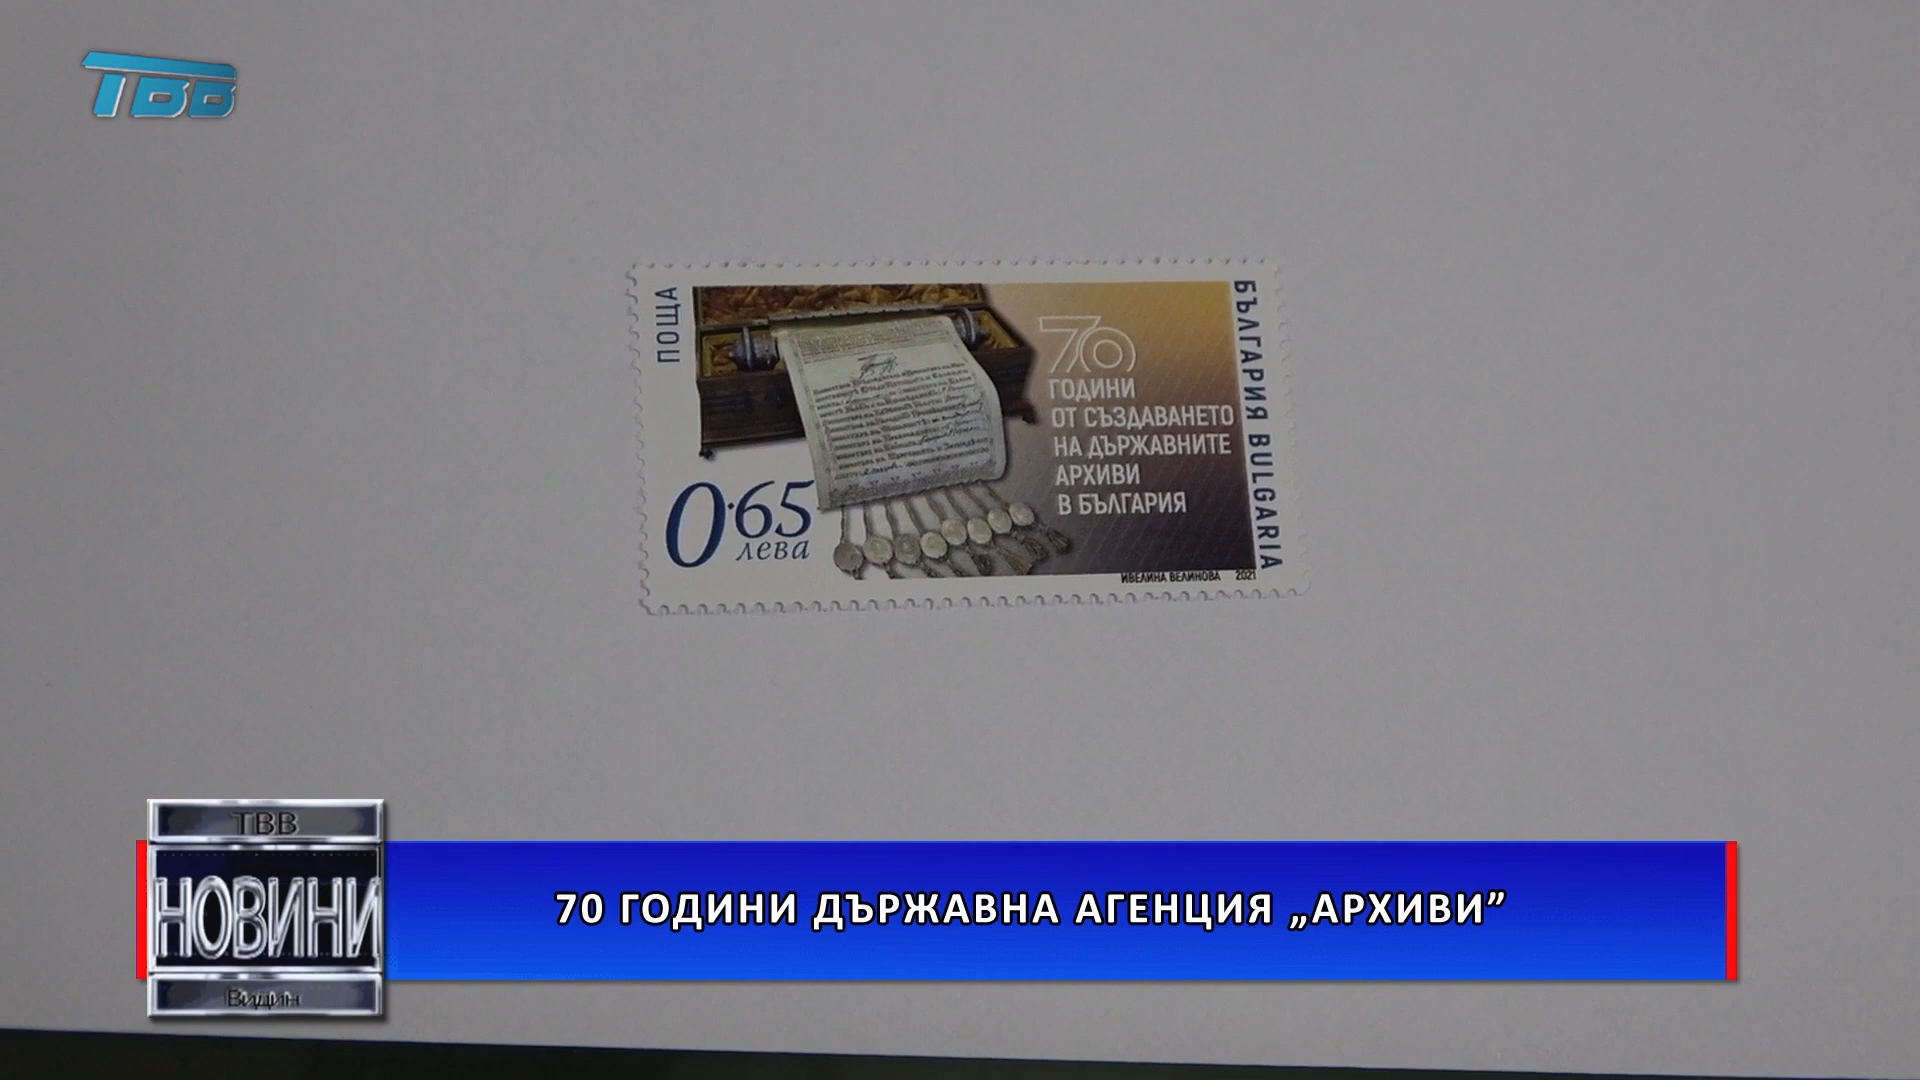 ТВВ
ПОЩА
70
ГОДИНИ
ОТ СЪЗДАВАНЕТО
НА ДЪРЖАВНИТЕ
АРХИВИ
В БЪЛГАРИЯ
БЪЛГАРИЯ BULGARIA
0.65
лева
ИВЕЛИНА ВЕЛИНОВА 2021
ТВВ
НОВИНИ
Видин
70 ГОДИНИ ДЪРЖАВНА АГЕНЦИЯ „АРХИВИ”